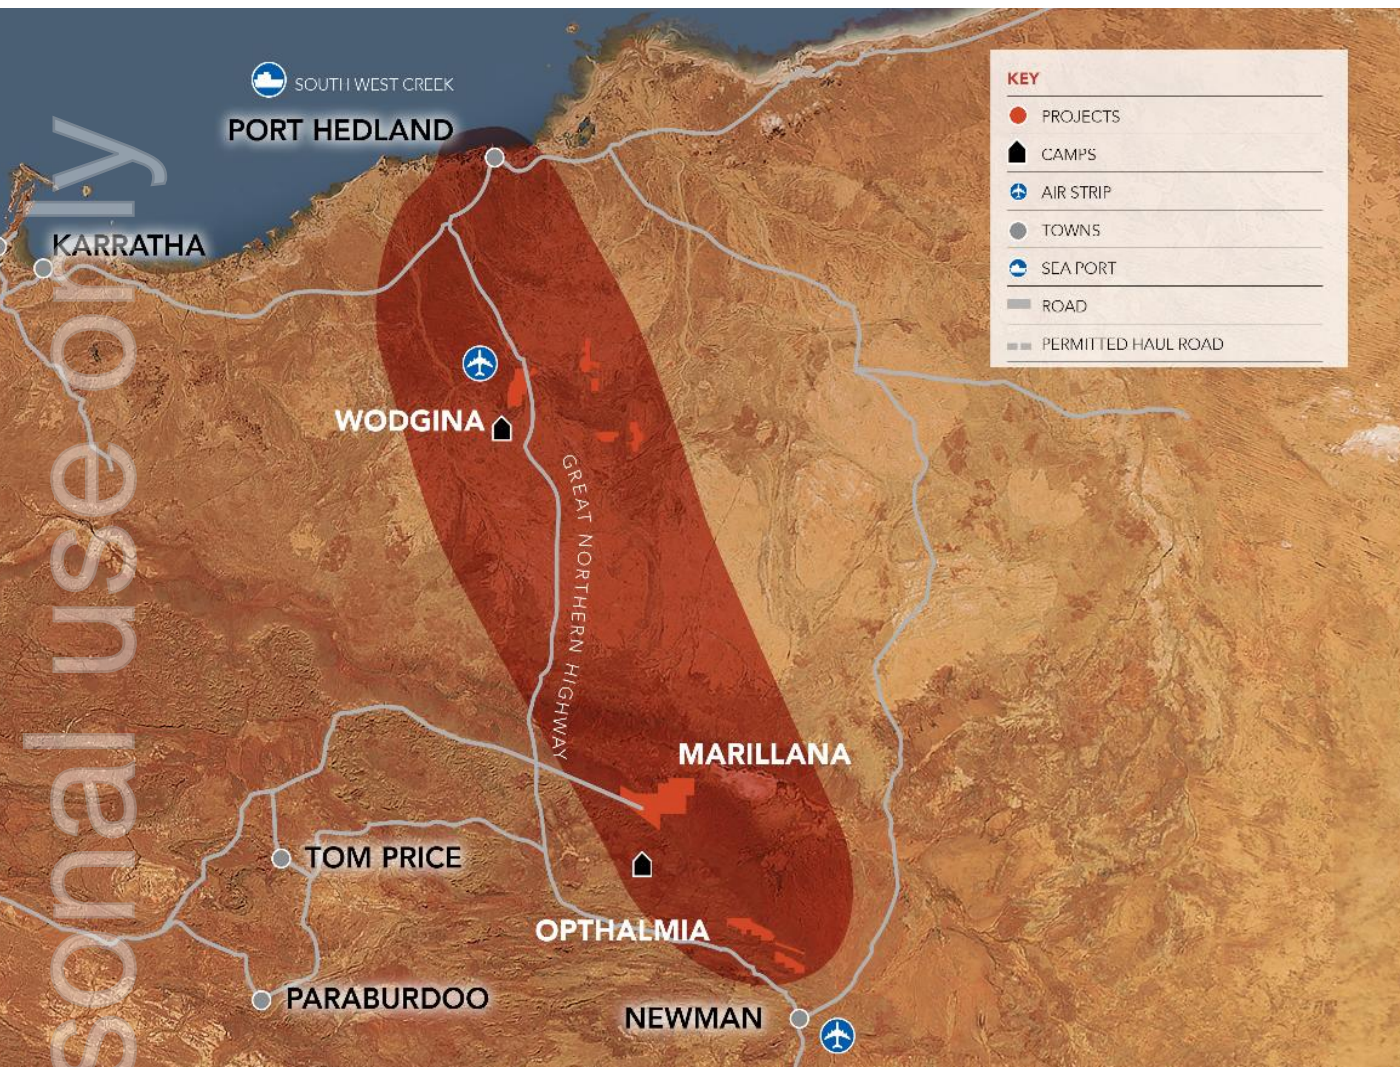 SOUTH WEST CREEK
PORT HEDLAND
KARRATHA
KEY
PROJECTS
CAMPS
AIR STRIP
TOWNS
SEA PORT
ROAD
PERMITTED HAUL ROAD
WODGINA
GREAT NORTHERN HIGHWAY
MARILLANA
TOM PRICE
OPTHALMIA
PARABURDOO
NEWMAN
sonal use only